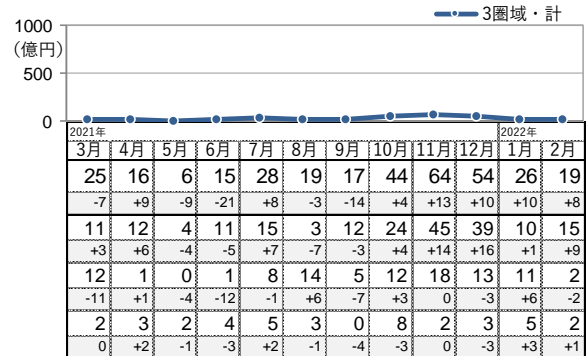 3圏域・計
1000
（億円）
500
0
2021年 2022年
3月 4月 5月 6月 7月 8月 9月 10月 11月 12月 1月 2月
25 16 6 15 28 19 17 44 64 54 26 19
-7 +9 -9 -21 +8 -3 -14 +4 +13 +10 +10 +8
11 12 4 11 15 3 12 24 45 39 10 15
+3 +6 -4 -5 +7 -7 -3 +4 +14 +16 +1 +9
12 1 0 1 8 14 5 12 18 13 11 2
-11 +1 -4 -12 -1 +6 -7 +3 0 -3 +6 -2
2 3 2 4 5 3 0 8 2 3 5 2
0 +2 -1 -3 +2 -1 -4 -3 0 -3 +3 +1